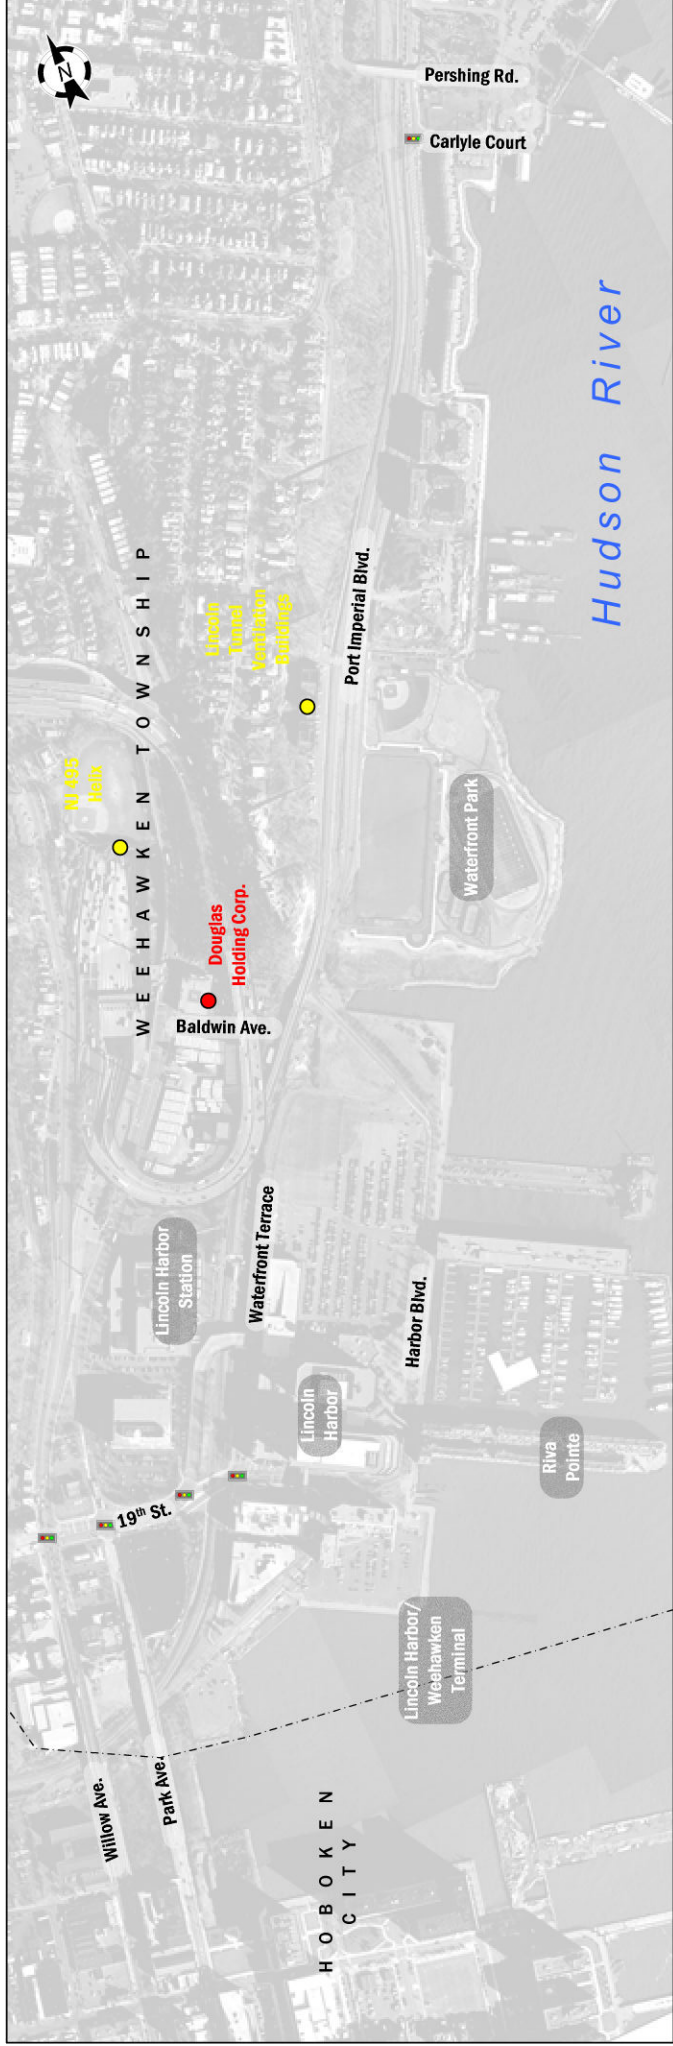 N
Pershing Rd.
Carlyle Court
Hudson River
WEEHAWKEN TOWNSHIP
Lincoln
Tunnel
Ventilation
Buildings
Port Imperial Blvd.
NJ 495
Helix
Waterfront Park
Douglas
Holding Corp.
Baldwin Ave.
Lincoln Harbor
Station
Waterfront Terrace
Harbor Blvd.
Lincoln
Harbor
Riva
Pointe
19th St.
Lincoln Harbor/
Weehawken
Terminal
Willow Ave.
Park Ave.
HOBOKEN
CITY